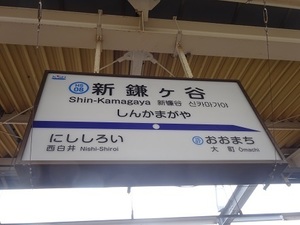 HS
08
新鎌ヶ谷
Shin-Kamagaya 新镰谷 신카마가야
しんかまがや
にししろい
西白井 Nishi-Shiroi
おおまち
大町 Ōmachi